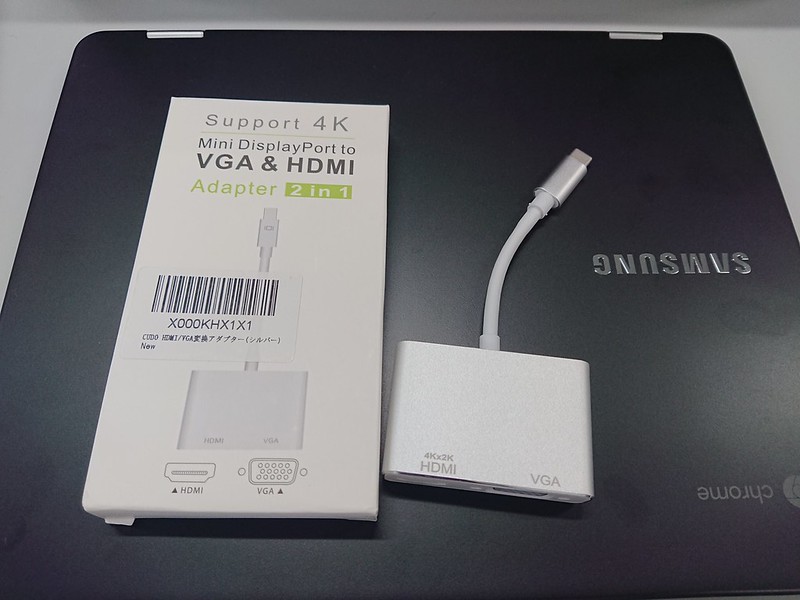 Support 4K
Mini DisplayPort to
VGA & HDMI
Adapter 2 in 1
X000KHX1X1
CUDO HDMI/VGA変換アダプター(シルバー)
New
HDMI VGA
▲ HDMI VGA ▲
4Kx2K
HDMI
VGA
SAMSUNG
chrome